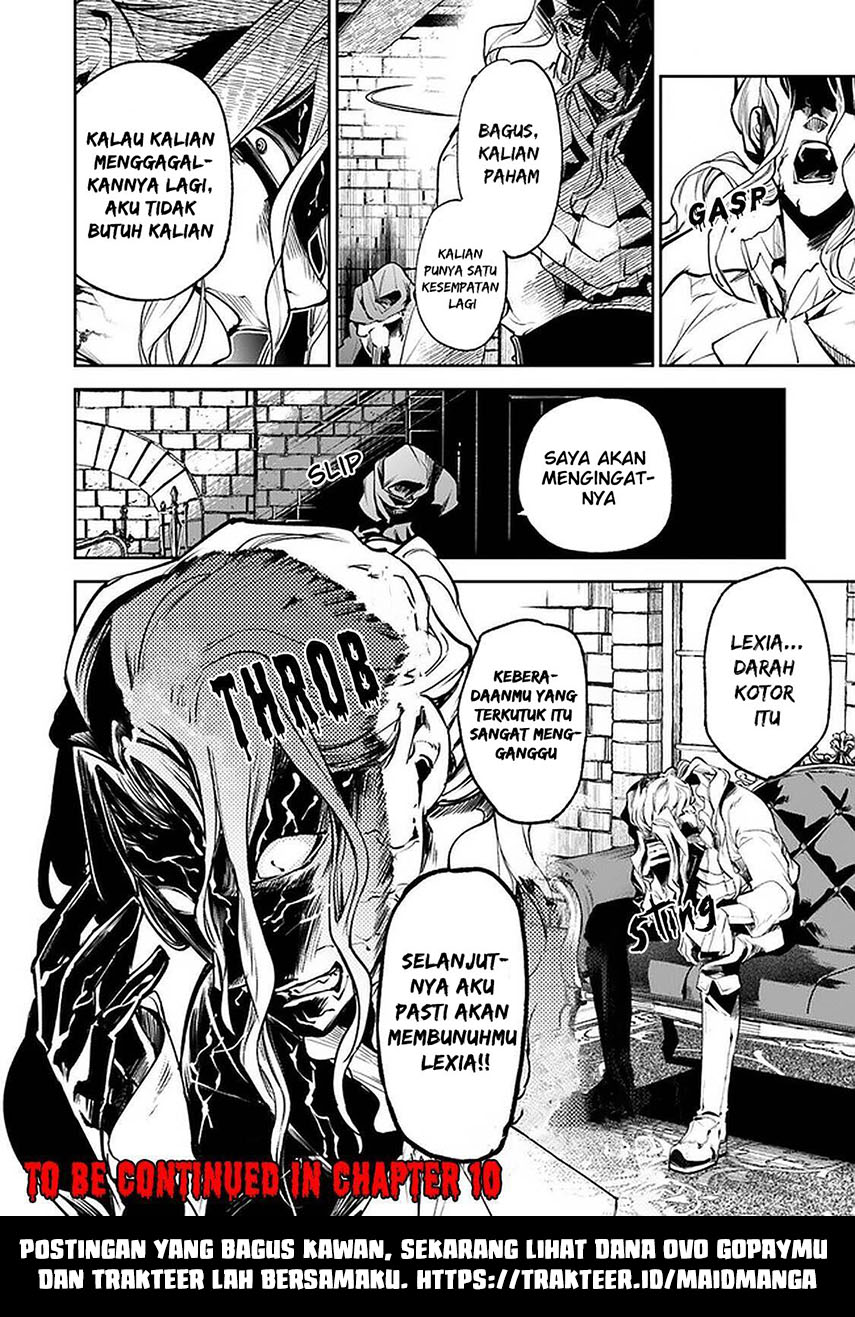 GASP
BAGUS,
KALIAN
PAHAM
KALIAN
PUNYA SATU
KESEMPATAN
LAGI
KALAU KALIAN
MENGGAGAL-
KANNYA LAGI,
AKU TIDAK
BUTUH KALIAN
SAYA AKAN
MENGINGAT-
NYA
SLIP
LEXIA...
DARAH
KOTOR
ITU
STING
KEBERA-
DAANMU YANG
TERKUTUK ITU
SANGAT MENG-
GANGGU
THROB
SELANJUT-
NYA AKU
PASTI AKAN
MEMBUNUHMU
LEXIA!!
TO BE CONTINUED IN CHAPTER 10
POSTINGAN YANG BAGUS KAWAN, SEKARANG LIHAT DANA OVO GOPAYMU
DAN TRAKTEER LAH BERSAMAKU. HTTPS://TRAKTEER.ID/MAIDMANGA